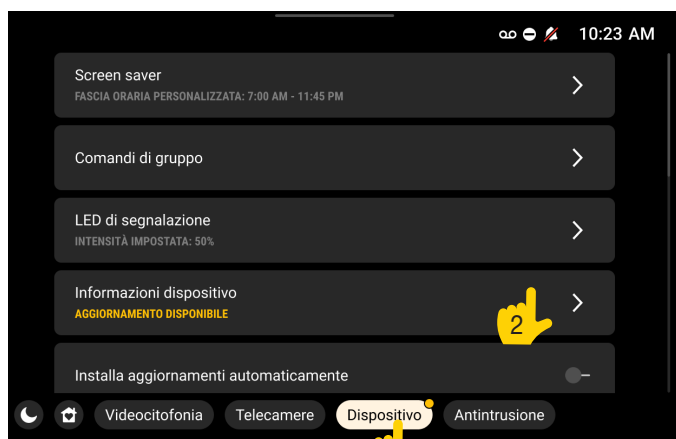 10:23 AM
Screen saver
FASCIA ORARIA PERSONALIZZATA: 7:00 AM - 11:45 PM
Comandi di gruppo
LED di segnalazione
INTENSITÀ IMPOSTATA: 50%
Informazioni dispositivo
AGGIORNAMENTO DISPONIBILE
2
Installa aggiornamenti automaticamente
Videocitofonia Telecamere Dispositivo Antintrusione